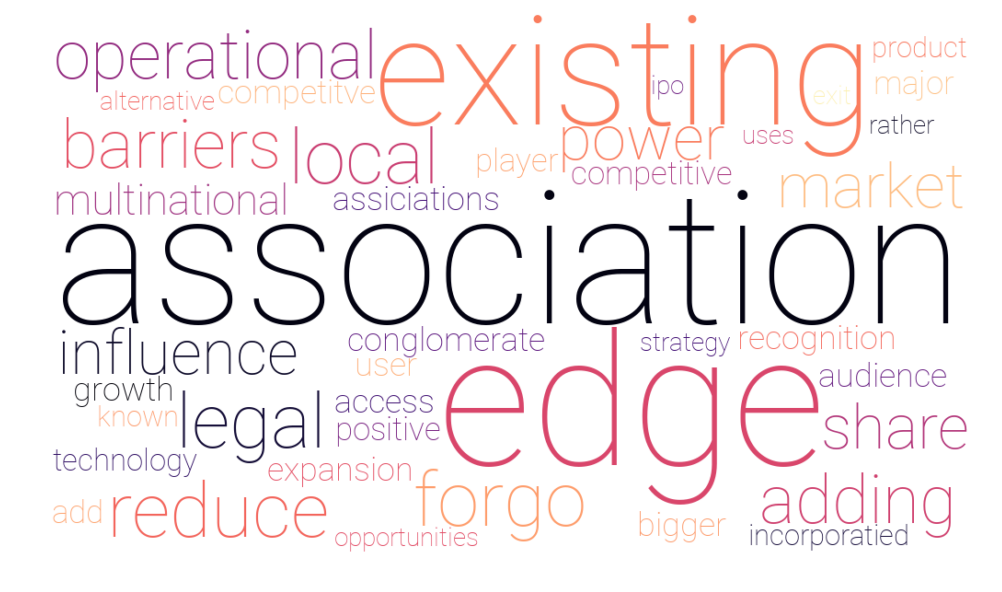 operational existing product
alternative competitve ipo exit major
barriers local power uses rather
player competitive market
multinational assiciations
association
influence conglomerate strategy recognition
user edge audience
growth access
known legal positive share
technology expansion
add reduce forgo adding
opportunities bigger incorporatied